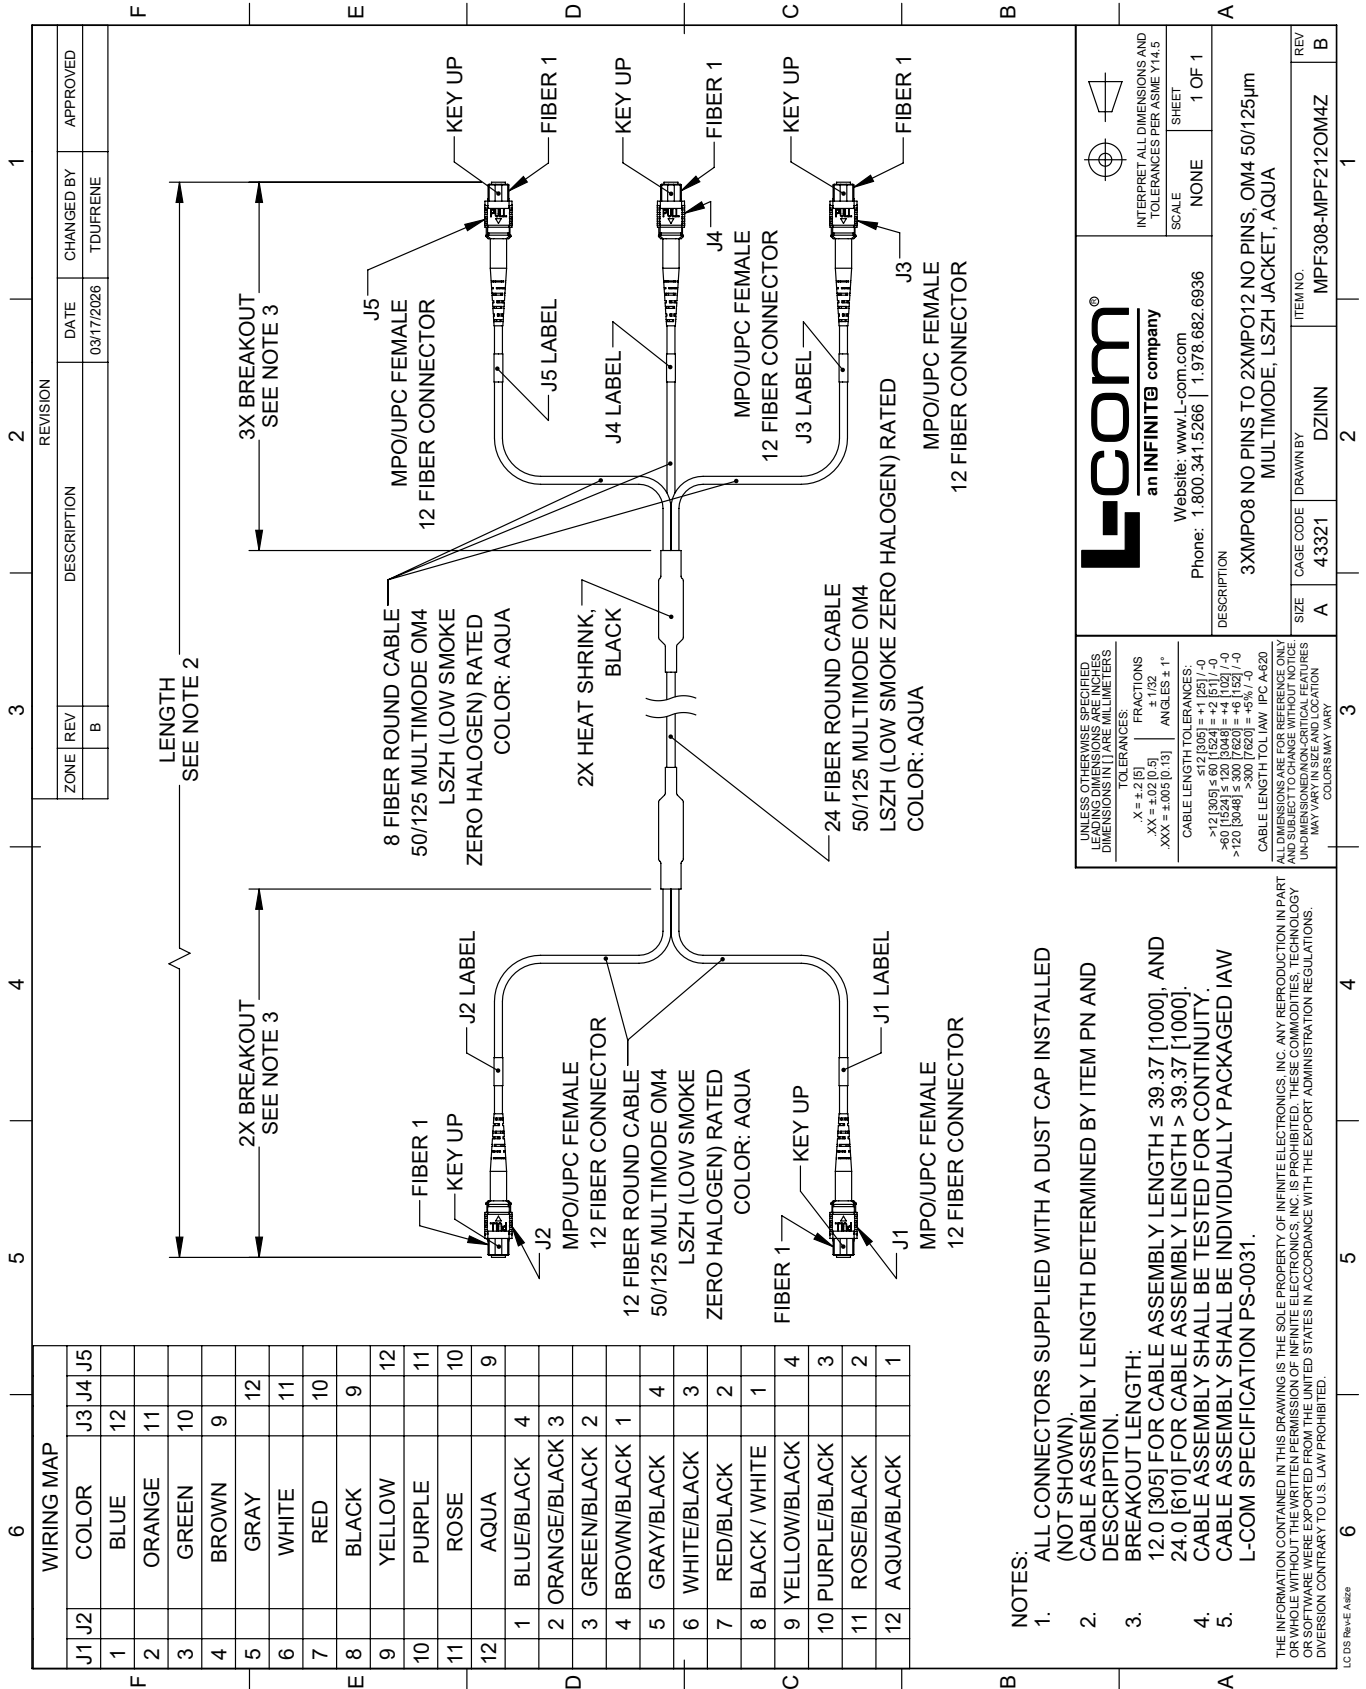 6
5
4
3
2
1
F
E
D
C
B
A
WIRING MAP
J1 J2 COLOR J3 J4 J5
1 BLUE 12
2 ORANGE 11
3 GREEN 10
4 BROWN 9
5 GRAY 12
6 WHITE 11
7 RED 10
8 BLACK 9
9 YELLOW 12
10 PURPLE 11
11 ROSE 10
12 AQUA 9
1 BLUE/BLACK 4
2 ORANGE/BLACK 3
3 GREEN/BLACK 2
4 BROWN/BLACK 1
5 GRAY/BLACK 4
6 WHITE/BLACK 3
7 RED/BLACK 2
8 BLACK / WHITE 1
9 YELLOW/BLACK 4
10 PURPLE/BLACK 3
11 ROSE/BLACK 2
12 AQUA/BLACK 1
REVISION
ZONE REV DESCRIPTION DATE CHANGED BY APPROVED
B 03/17/2026 TDUFRENE
LENGTH
SEE NOTE 2
2X BREAKOUT
SEE NOTE 3
3X BREAKOUT
SEE NOTE 3
FIBER 1
KEY UP
PULL
J2
J2 LABEL
MPO/UPC FEMALE
12 FIBER CONNECTOR
12 FIBER ROUND CABLE
50/125 MULTIMODE OM4
LSZH (LOW SMOKE
ZERO HALOGEN) RATED
COLOR: AQUA
FIBER 1
KEY UP
PULL
J1
J1 LABEL
MPO/UPC FEMALE
12 FIBER CONNECTOR
8 FIBER ROUND CABLE
50/125 MULTIMODE OM4
LSZH (LOW SMOKE
ZERO HALOGEN) RATED
COLOR: AQUA
2X HEAT SHRINK,
BLACK
24 FIBER ROUND CABLE
50/125 MULTIMODE OM4
LSZH (LOW SMOKE ZERO HALOGEN) RATED
COLOR: AQUA
J5
MPO/UPC FEMALE
12 FIBER CONNECTOR
J5 LABEL
PULL
KEY UP
FIBER 1
J4 LABEL
PULL
KEY UP
FIBER 1
J4
MPO/UPC FEMALE
12 FIBER CONNECTOR
J3 LABEL
PULL
KEY UP
FIBER 1
J3
MPO/UPC FEMALE
12 FIBER CONNECTOR
NOTES:
1. ALL CONNECTORS SUPPLIED WITH A DUST CAP INSTALLED
(NOT SHOWN).
2. CABLE ASSEMBLY LENGTH DETERMINED BY ITEM PN AND
DESCRIPTION.
3. BREAKOUT LENGTH:
12.0 [305] FOR CABLE ASSEMBLY LENGTH ≤ 39.37 [1000], AND
24.0 [610] FOR CABLE ASSEMBLY LENGTH > 39.37 [1000].
4. CABLE ASSEMBLY SHALL BE TESTED FOR CONTINUITY.
5. CABLE ASSEMBLY SHALL BE INDIVIDUALLY PACKAGED IAW
L-COM SPECIFICATION PS-0031.
THE INFORMATION CONTAINED IN THIS DRAWING IS THE SOLE PROPERTY OF INFINITE ELECTRONICS, INC. ANY REPRODUCTION IN PART
OR WHOLE WITHOUT THE WRITTEN PERMISSION OF INFINITE ELECTRONICS, INC. IS PROHIBITED. THESE COMMODITIES, TECHNOLOGY
OR SOFTWARE WERE EXPORTED FROM THE UNITED STATES IN ACCORDANCE WITH THE EXPORT ADMINISTRATION REGULATIONS.
DIVERSION CONTRARY TO U.S. LAW PROHIBITED.
UNLESS OTHERWISE SPECIFIED
LEADING DIMENSIONS ARE INCHES
DIMENSIONS IN [ ] ARE MILLIMETERS
TOLERANCES:
.X = ±.2 [5] FRACTIONS
.XX = ±.02 [0.5] ± 1/32
.XXX = ±.005 [0.13] ANGLES ± 1°
CABLE LENGTH TOLERANCES:
≤12 [305] = +1 [25] / -0
>12 [305] ≤ 60 [1524] = +2 [51] / -0
>60 [1524] ≤ 120 [3048] = +4 [102] / -0
>120 [3048] ≤ 300 [7620] = +6 [152] / -0
>300 [7620] = +5% / -0
CABLE LENGTH TOL IAW IPC A-620
ALL DIMENSIONS ARE FOR REFERENCE ONLY
AND SUBJECT TO CHANGE WITHOUT NOTICE.
UN-DIMENSIONED/NON-CRITICAL FEATURES
MAY VARY IN SIZE AND LOCATION
COLORS MAY VARY
L-com®
an INFINITE company
Website: www.L-com.com
Phone: 1.800.341.5266 | 1.978.682.6936
INTERPRET ALL DIMENSIONS AND
TOLERANCES PER ASME Y14.5
SCALE NONE
SHEET 1 OF 1
DESCRIPTION
3XMPO8 NO PINS TO 2XMPO12 NO PINS, OM4 50/125µm
MULTIMODE, LSZH JACKET, AQUA
SIZE CAGE CODE DRAWN BY ITEM NO. REV
A 43321 DZINN MPF308-MPF212OM4Z B
LC DS Rev-E Asize
6
5
4
3
2
1
F
E
D
C
B
A